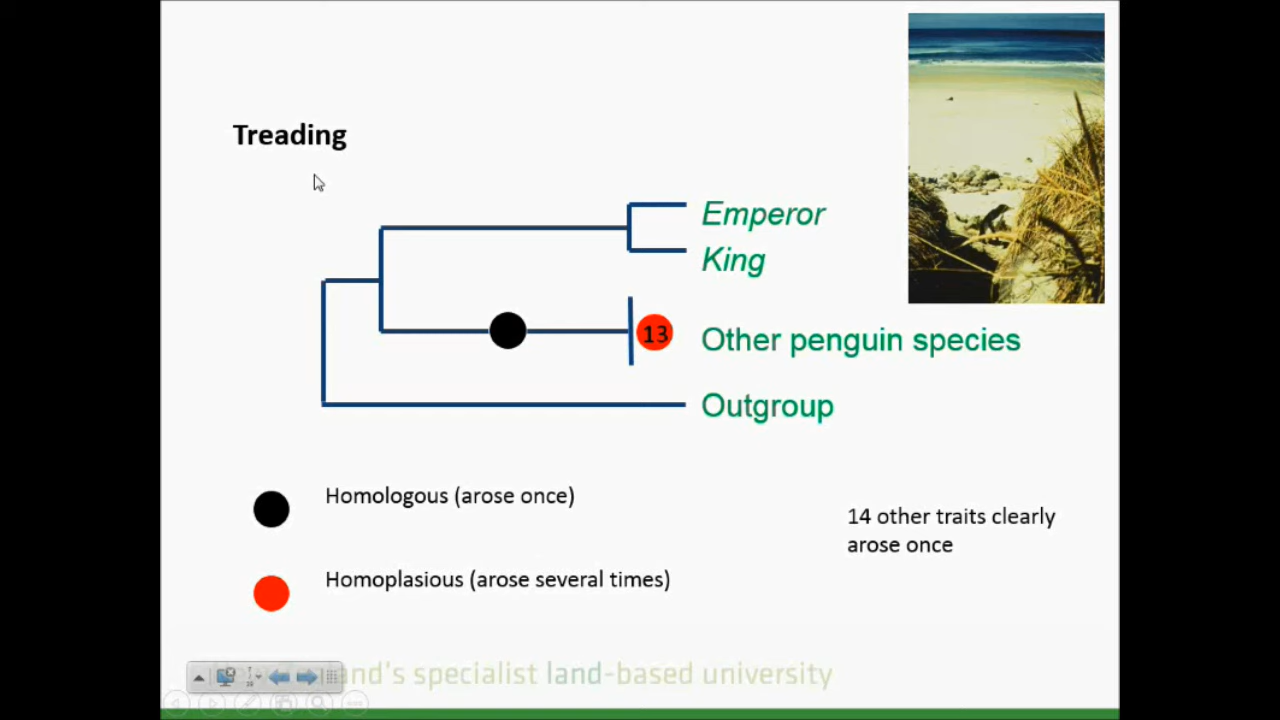 Treading
Emperor
King
13
Other penguin species
Outgroup
Homologous (arose once)
14 other traits clearly
arose once
Homoplasious (arose several times)
and's specialist land-based university